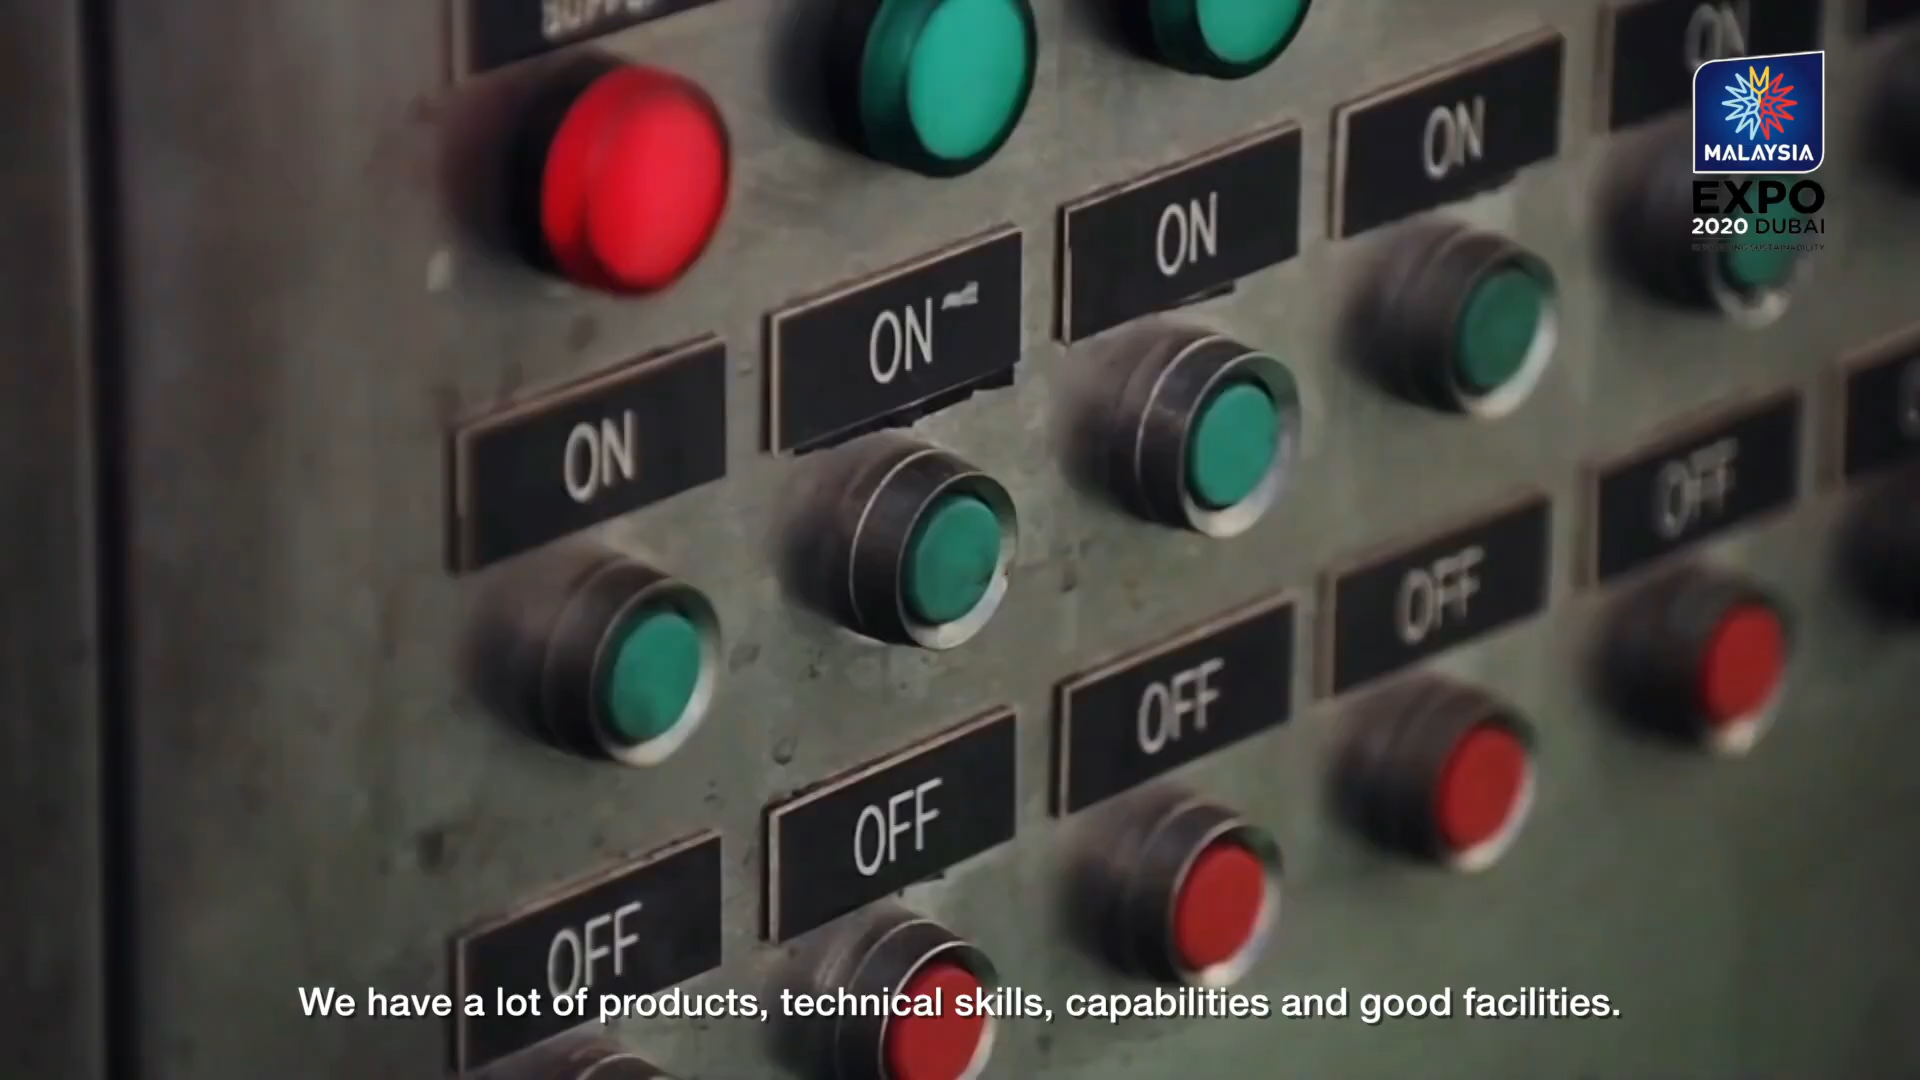 ON
MALAYSIA
EXPO
2020 DUBAI
ON
ON
ON
ON
OFF
OFF
OFF
OFF
OFF
We have a lot of products, technical skills, capabilities and good facilities.